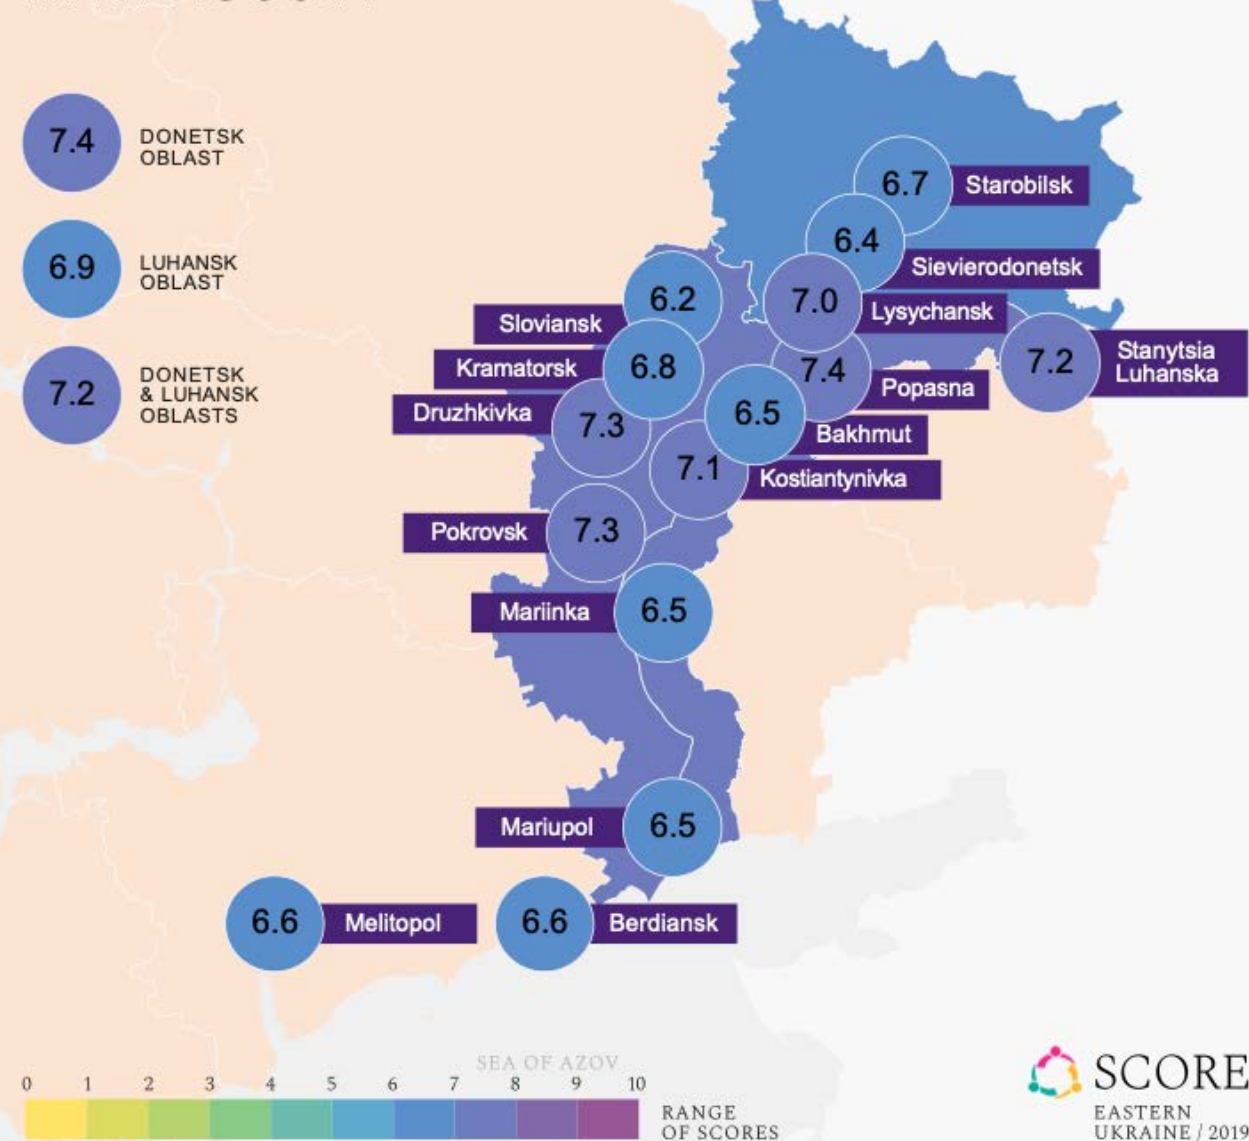 7.4
DONETSK
OBLAST
6.9
LUHANSK
OBLAST
7.2
DONETSK
& LUHANSK
OBLASTS
6.7
Starobilsk
6.4
Sievierodonetsk
6.2
Sloviansk
7.0
Lysychansk
7.2
Stanytsia
Luhanska
6.8
Kramatorsk
7.4
Popasna
7.3
Druzhkivka
6.5
Bakhmut
7.1
Kostiantynivka
7.3
Pokrovsk
6.5
Mariinka
6.5
Mariupol
6.6
Melitopol
6.6
Berdiansk
SEA OF AZOV
0 1 2 3 4 5 6 7 8 9 10
RANGE
OF SCORES
SCORE
EASTERN
UKRAINE / 2019